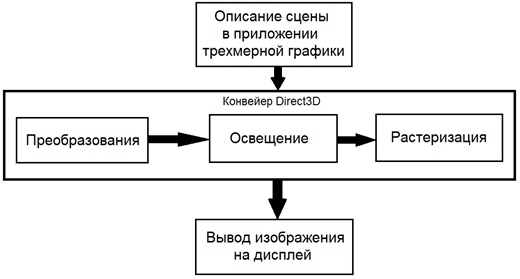 Описание сцены
в приложении
трехмерной графики
Конвейер Direct3D
Преобразования
Освещение
Растеризация
Вывод изображения
на дисплей